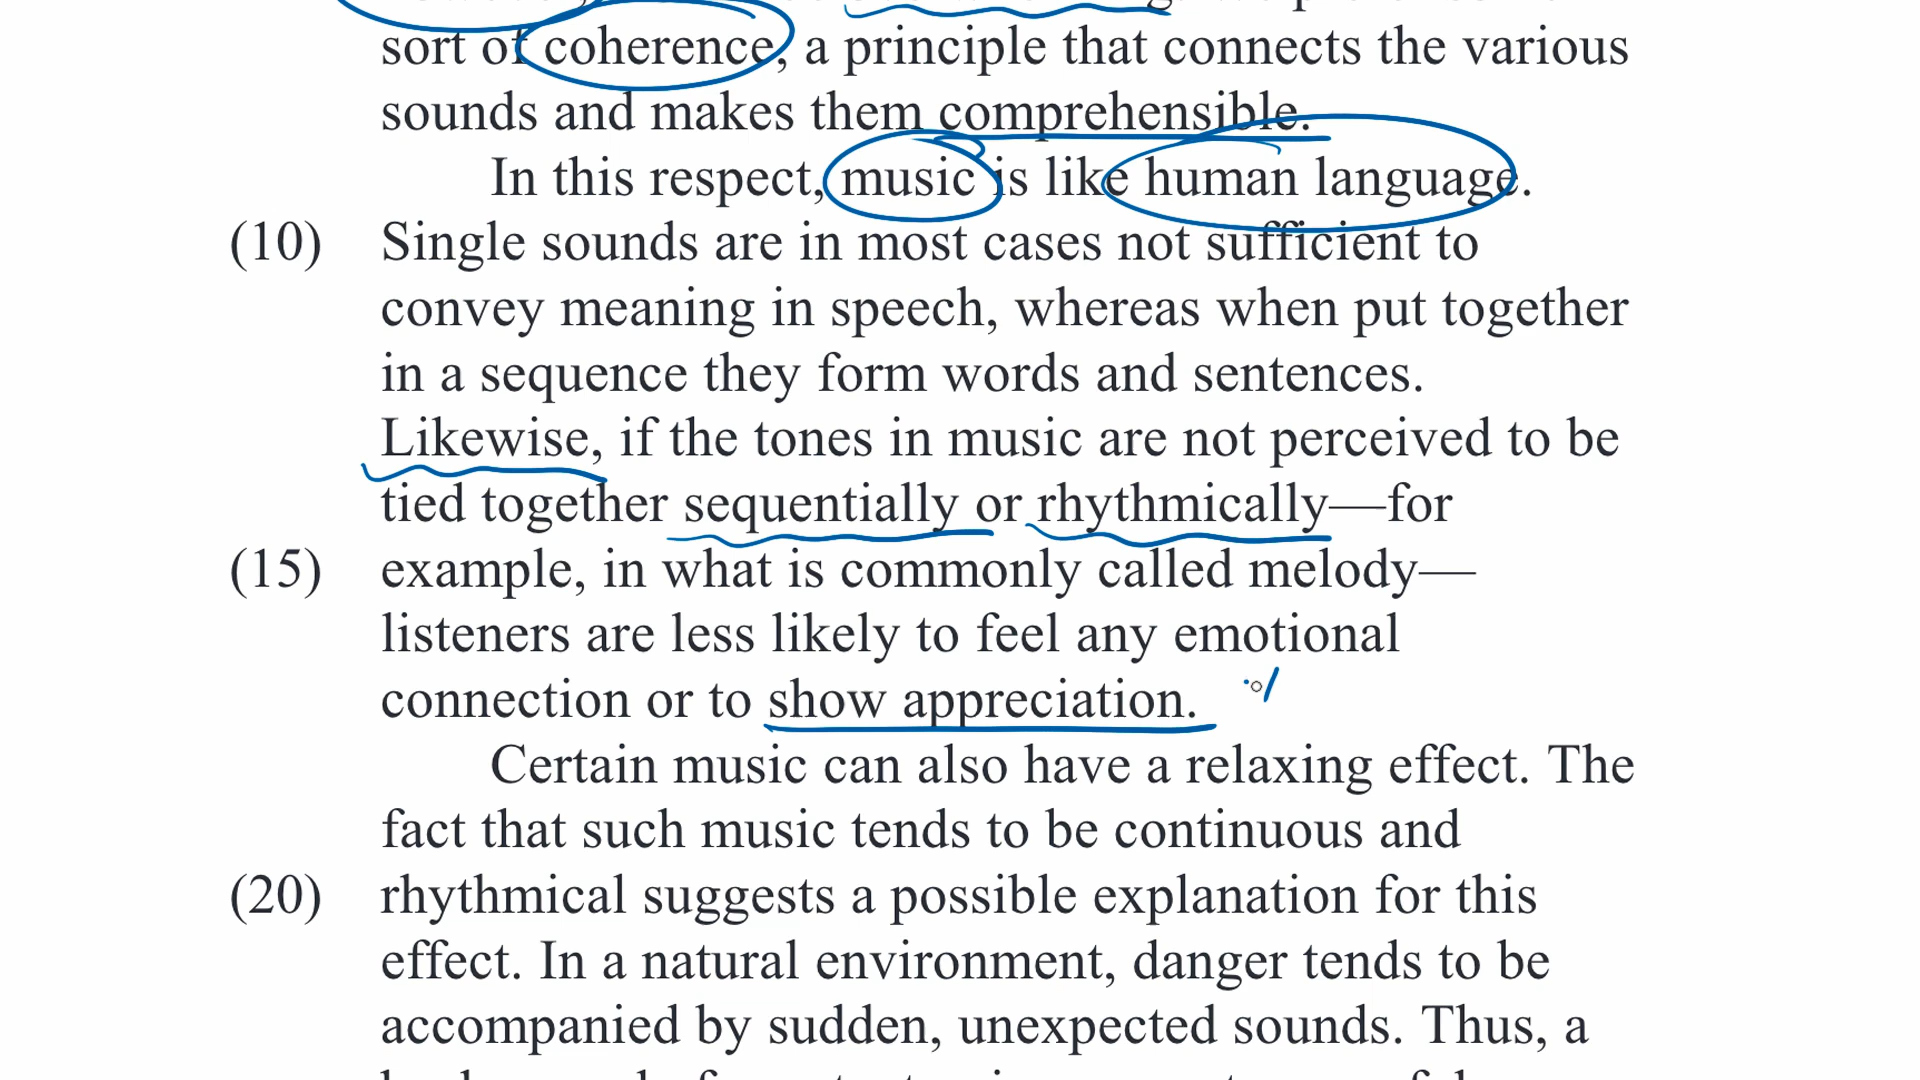 sort of coherence, a principle that connects the various
sounds and makes them comprehensible.
In this respect, music is like human language.
(10) Single sounds are in most cases not sufficient to
convey meaning in speech, whereas when put together
in a sequence they form words and sentences.
Likewise, if the tones in music are not perceived to be
tied together sequentially or rhythmically—for
(15) example, in what is commonly called melody—
listeners are less likely to feel any emotional
connection or to show appreciation.
Certain music can also have a relaxing effect. The
fact that such music tends to be continuous and
(20) rhythmical suggests a possible explanation for this
effect. In a natural environment, danger tends to be
accompanied by sudden, unexpected sounds. Thus, a